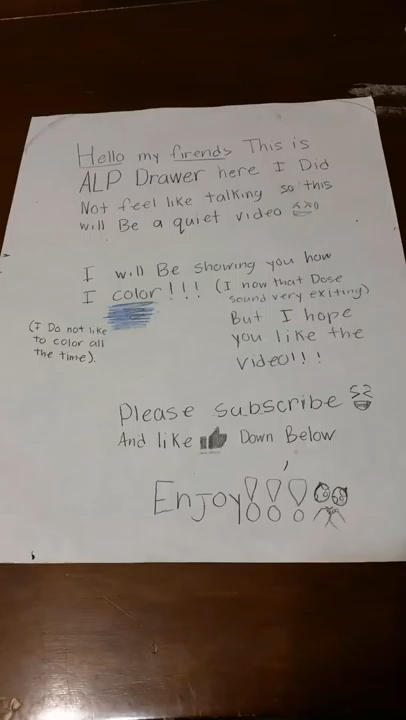 Hello my firends This is
ALP Drawer here I Did
Not feel like talking so this
will Be a quiet video
I will Be showing you how
I color!!! (I now that Dose
sound very exiting)
(I Do not like
to color all
the time).
But I hope
you like the
video!!!
Please subscribe
And like Down Below
Enjoy!!!